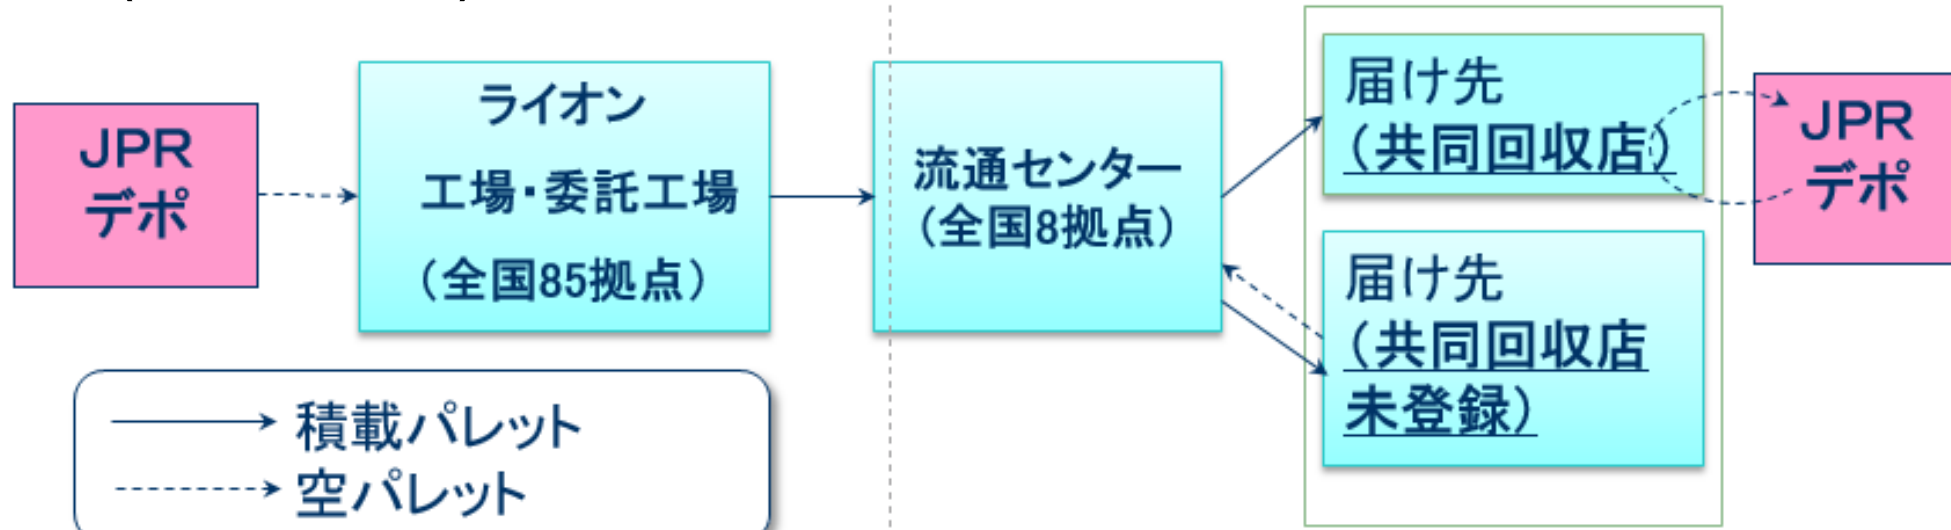 JPR
デポ
ライオン
工場・委託工場
（全国85拠点）
流通センター
（全国8拠点）
届け先
（共同回収店）
届け先
（共同回収店
未登録）
JPR
デポ
積載パレット
空パレット